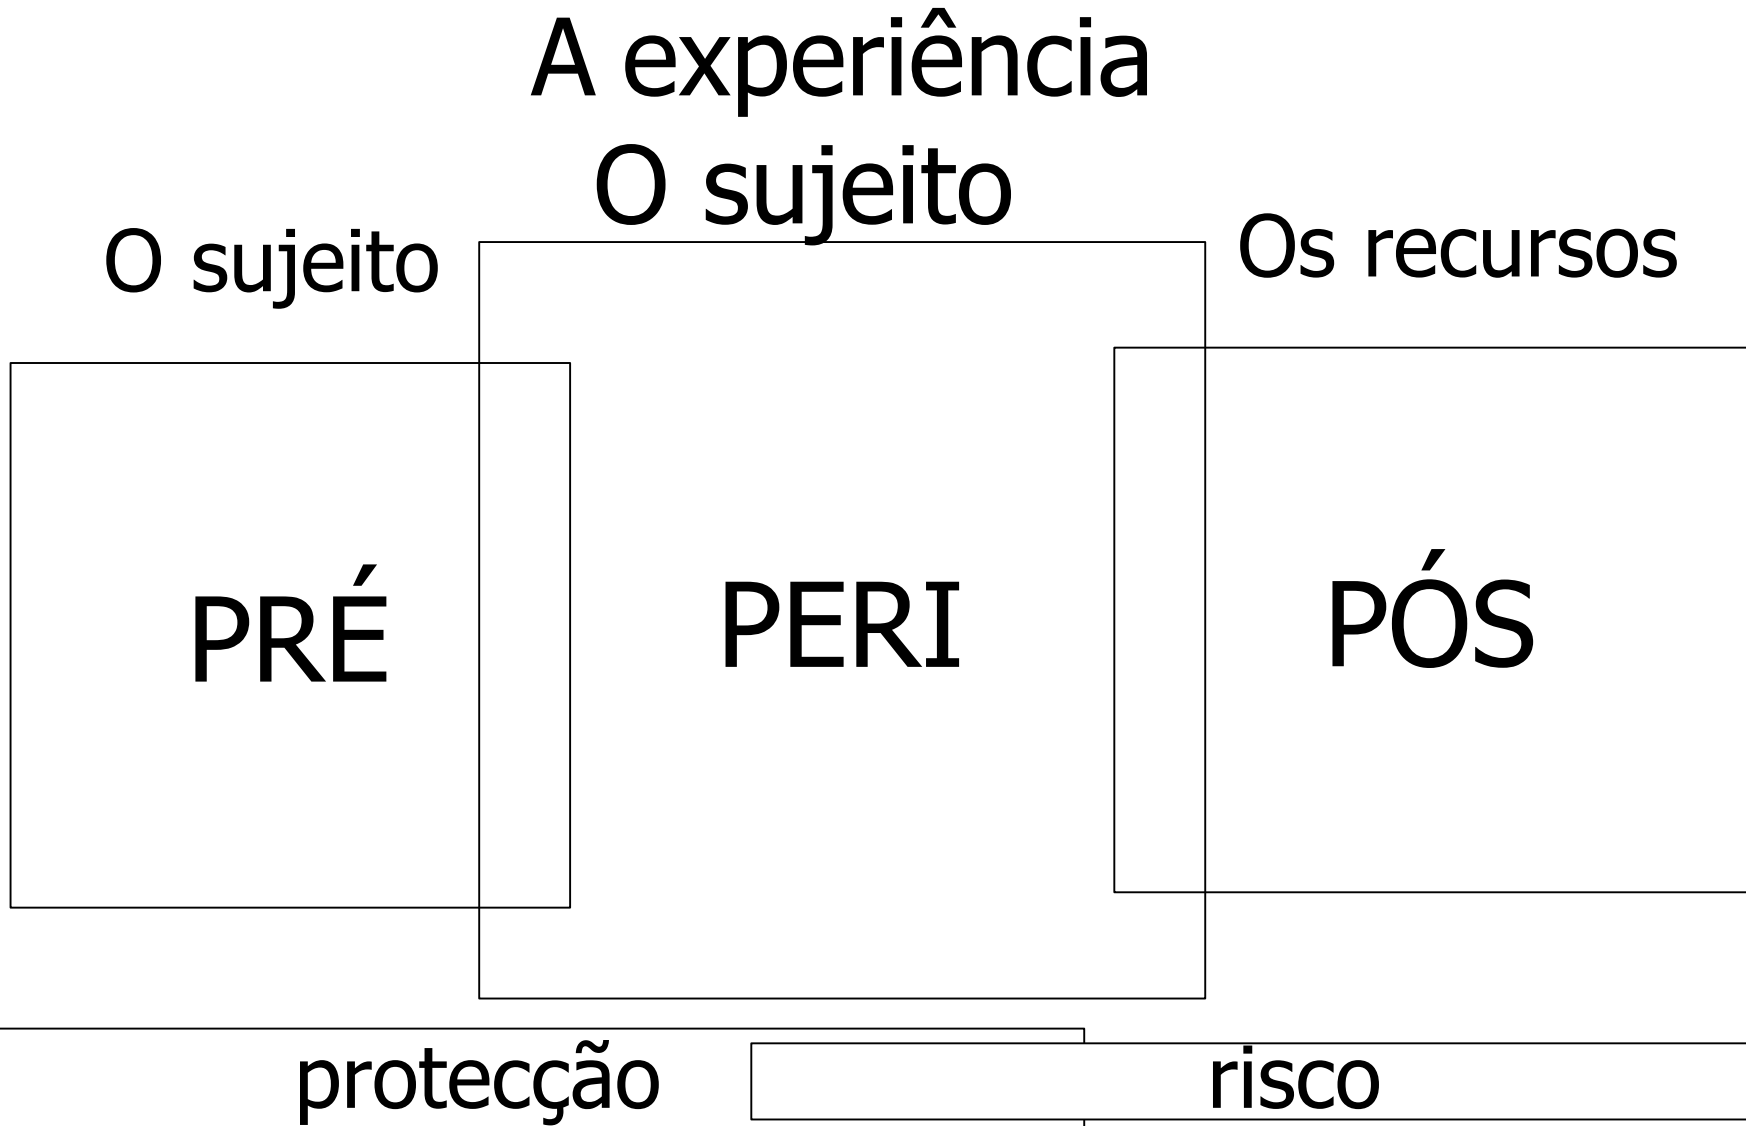 A experiência
O sujeito
O sujeito
Os recursos
PRÉ
PERI
PÓS
protecção
risco